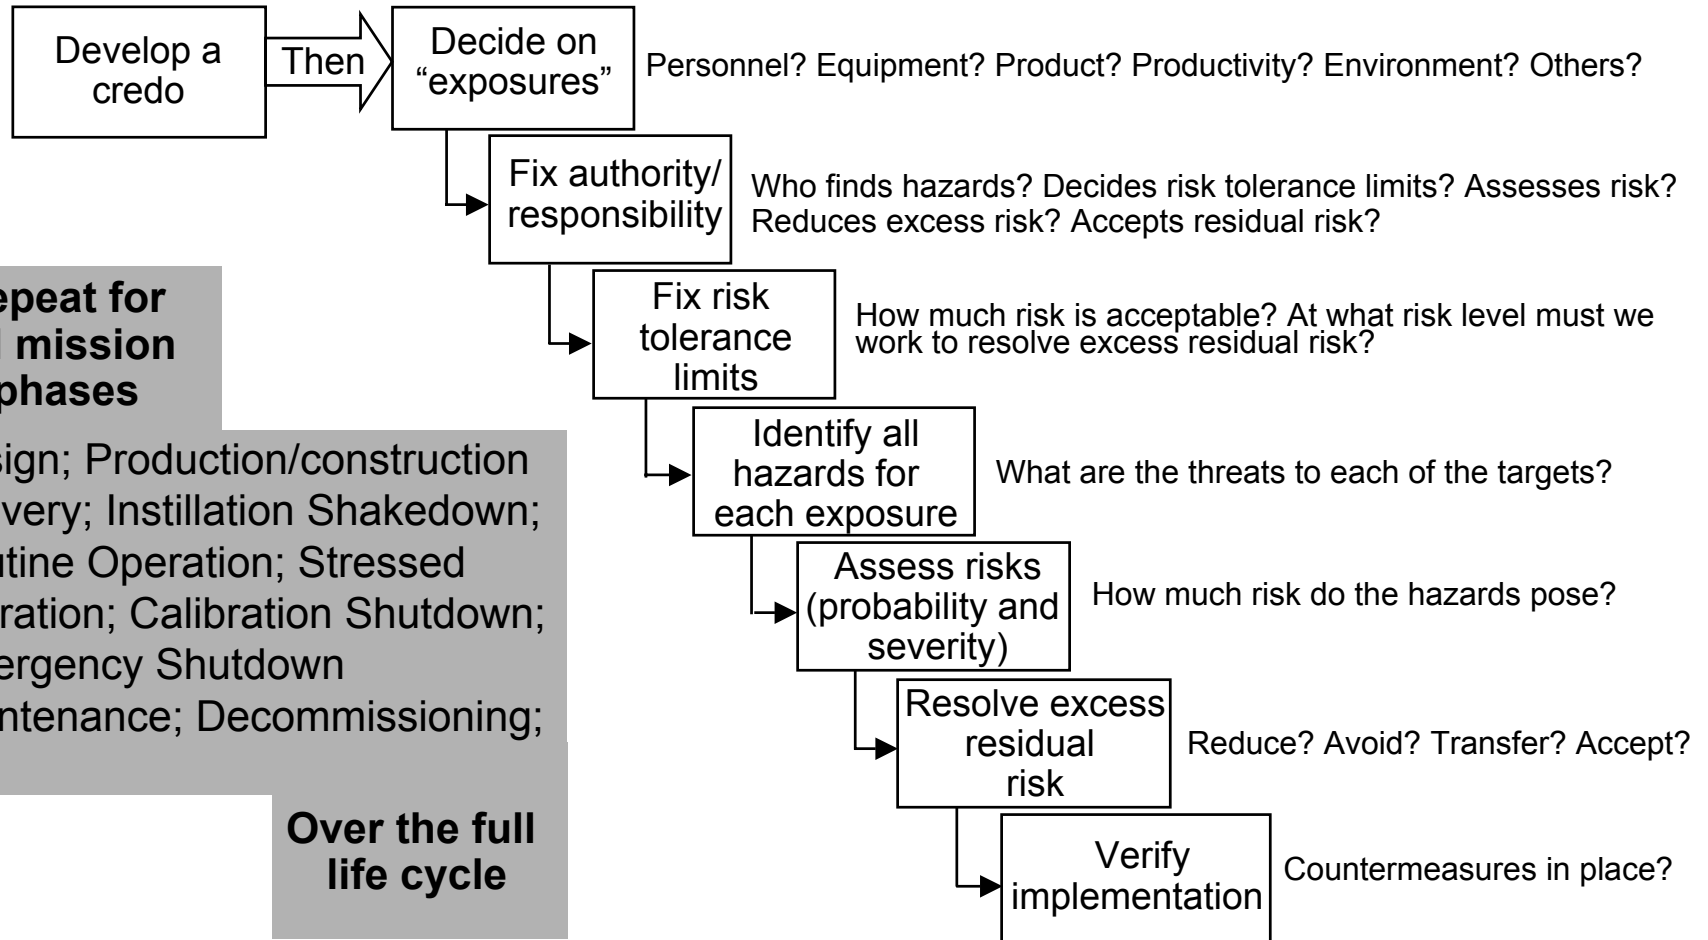 Develop a
credo
Then
Decide on
“exposures”
Personnel? Equipment? Product? Productivity? Environment? Others?
Fix authority/
responsibility
Who finds hazards? Decides risk tolerance limits? Assesses risk?
Reduces excess risk? Accepts residual risk?
Fix risk
tolerance
limits
How much risk is acceptable? At what risk level must we
work to resolve excess residual risk?
Identify all
hazards for
each exposure
What are the threats to each of the targets?
Assess risks
(probability and
severity)
How much risk do the hazards pose?
Resolve excess
residual
risk
Reduce? Avoid? Transfer? Accept?
Verify
implementation
Countermeasures in place?
epeat for
mission
phases
sign; Production/construction
very; Instillation Shakedown;
utine Operation; Stressed
ration; Calibration Shutdown;
ergency Shutdown
ntenance; Decommissioning;
Over the full
life cycle